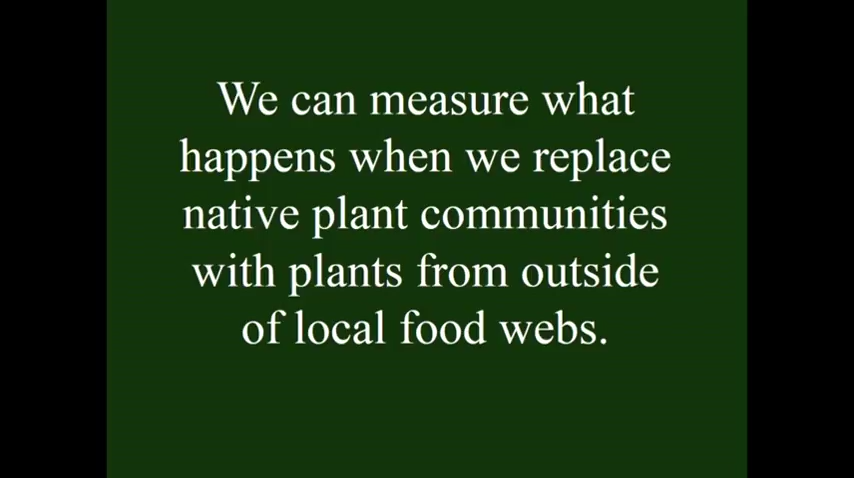 We can measure what
happens when we replace
native plant communities
with plants from outside
of local food webs.